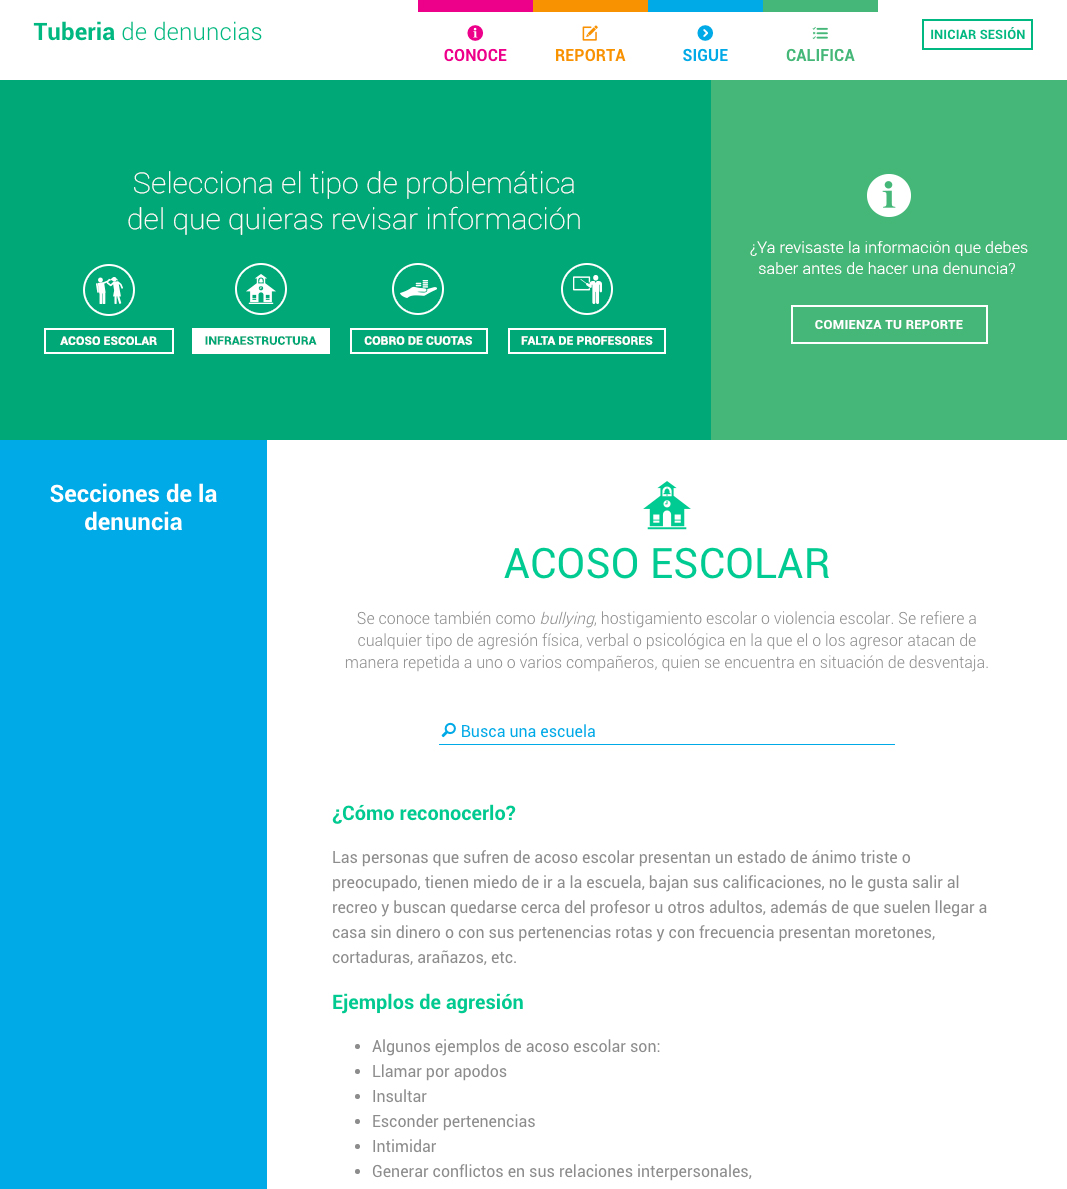 Tuberia de denuncias
CONOCE
REPORTA
SIGUE
CALIFICA
INICIAR SESIÓN
Selecciona el tipo de problemática
del que quieras revisar información
ACOSO ESCOLAR
INFRAESTRUCTURA
COBRO DE CUOTAS
FALTA DE PROFESORES
¿Ya revisaste la información que debes
saber antes de hacer una denuncia?
COMIENZA TU REPORTE
Secciones de la
denuncia
ACOSO ESCOLAR
Se conoce también como bullying, hostigamiento escolar o violencia escolar. Se refiere a
cualquier tipo de agresión física, verbal o psicológica en la que el o los agresor atacan de
manera repetida a uno o varios compañeros, quien se encuentra en situación de desventaja.
Busca una escuela
¿Cómo reconocerlo?
Las personas que sufren de acoso escolar presentan un estado de ánimo triste o
preocupado, tienen miedo de ir a la escuela, bajan sus calificaciones, no le gusta salir al
recreo y buscan quedarse cerca del profesor u otros adultos, además de que suelen llegar a
casa sin dinero o con sus pertenencias rotas y con frecuencia presentan moretones,
cortaduras, arañazos, etc.
Ejemplos de agresión
• Algunos ejemplos de acoso escolar son:
• Llamar por apodos
• Insultar
• Esconder pertenencias
• Intimidar
• Generar conflictos en sus relaciones interpersonales,